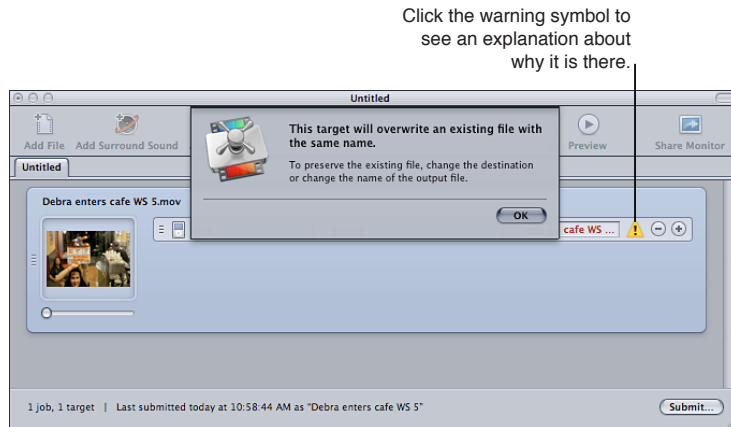 Click the warning symbol to
see an explanation about
why it is there.
Untitled
Add File Add Surround Sound
Preview
Share Monitor
Untitled
This target will overwrite an existing file with
the same name.
To preserve the existing file, change the destination
or change the name of the output file.
OK
Debra enters cafe WS 5.mov
cafe WS ...
1 job, 1 target | Last submitted today at 10:58:44 AM as "Debra enters cafe WS 5"
Submit...